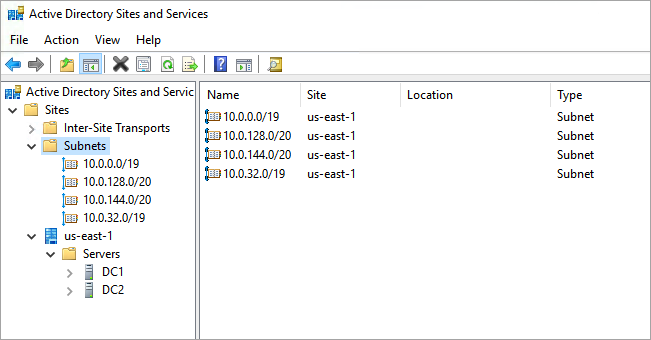 Active Directory Sites and Services
File Action View Help
Active Directory Sites and Servic
Sites
Inter-Site Transports
Subnets
10.0.0.0/19
10.0.128.0/20
10.0.144.0/20
10.0.32.0/19
us-east-1
Servers
DC1
DC2
Name Site Location Type
10.0.0.0/19 us-east-1 Subnet
10.0.128.0/20 us-east-1 Subnet
10.0.144.0/20 us-east-1 Subnet
10.0.32.0/19 us-east-1 Subnet